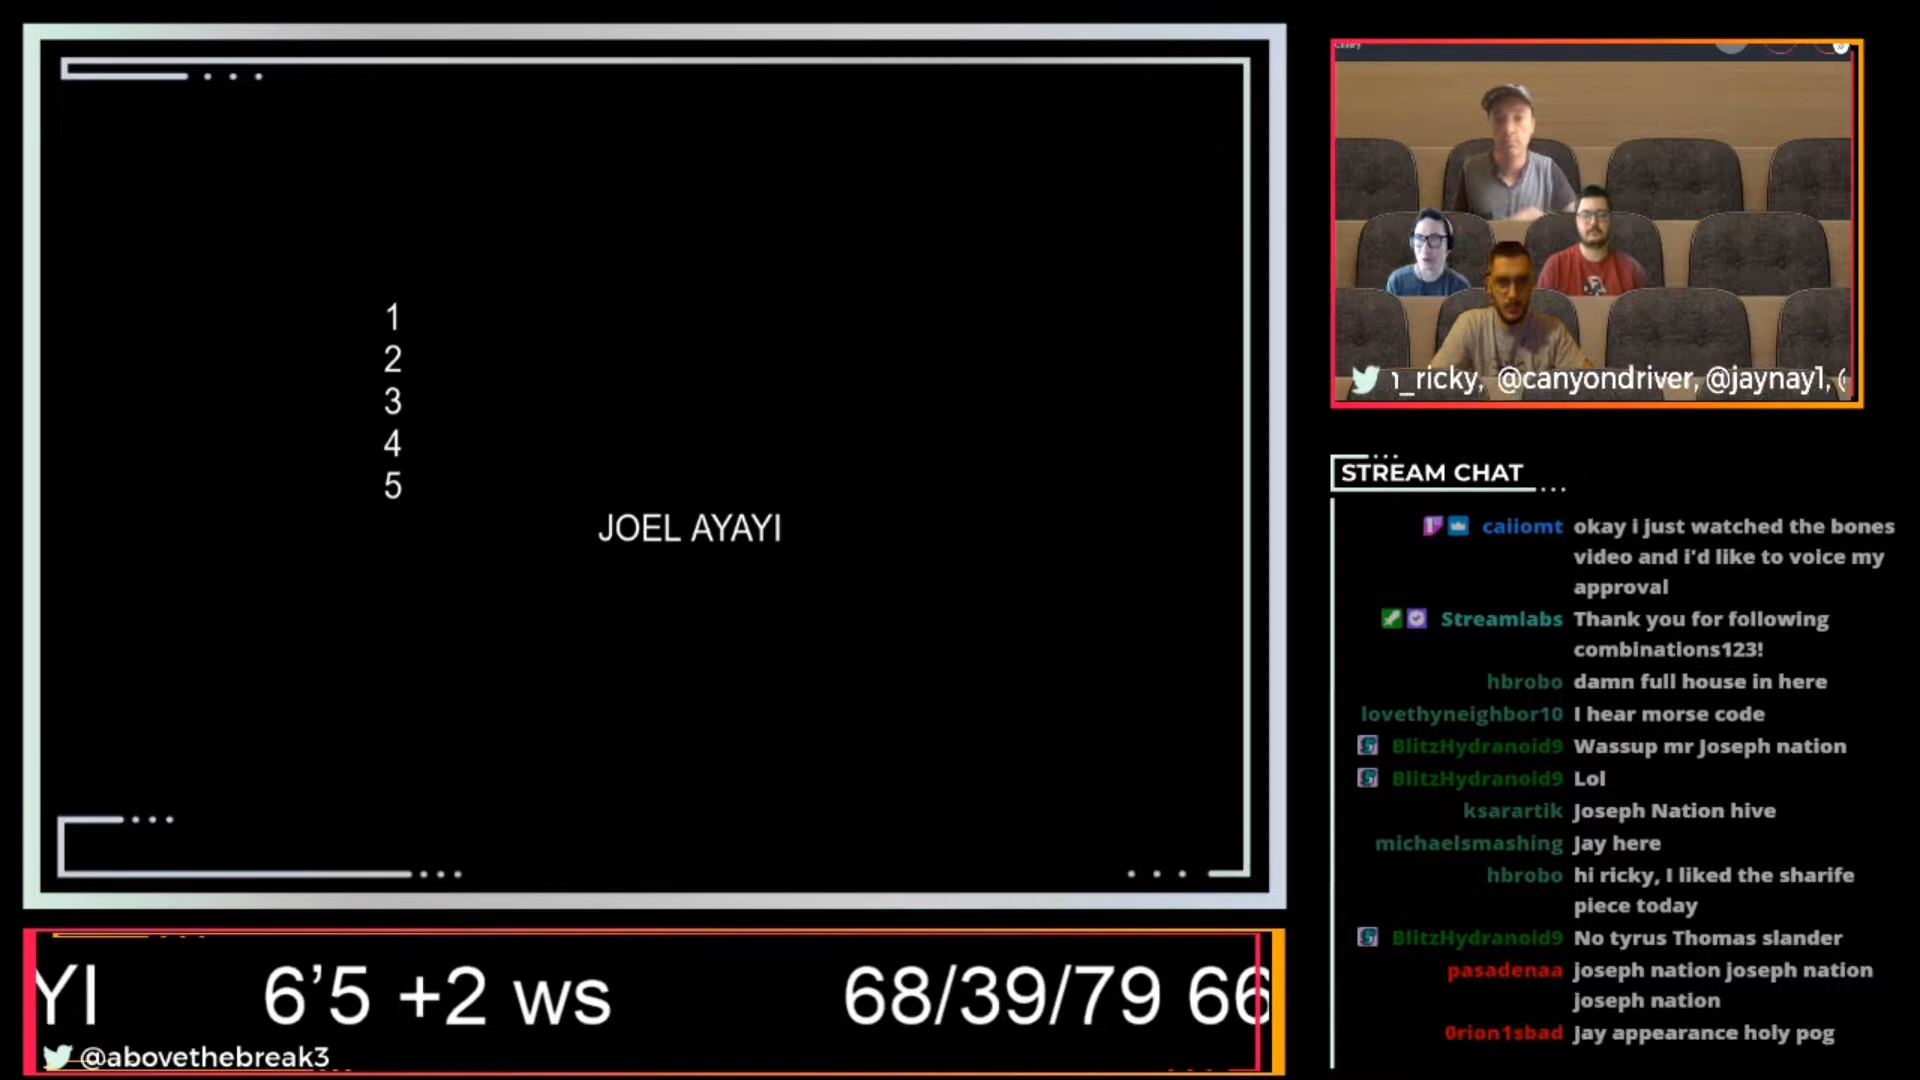 1
2
3
4
5
JOEL AYAYI
YI 6’5 +2 ws 68/39/79 66
@abovethebreak3
ı_ricky, @canyondriver, @jaynay1, (
STREAM CHAT
caiiomt okay i just watched the bones
video and i'd like to voice my
approval
Streamlabs Thank you for following
combinations123!
hbrobo damn full house in here
lovethyneighbor10 I hear morse code
BlitzHydranoid9 Wassup mr Joseph nation
BlitzHydranoid9 Lol
ksarartik Joseph Nation hive
michaelsmashing Jay here
hbrobo hi ricky, I liked the sharife
piece today
BlitzHydranoid9 No tyrus Thomas slander
pasadenaa joseph nation joseph nation
joseph nation
0rion1sbad Jay appearance holy pog